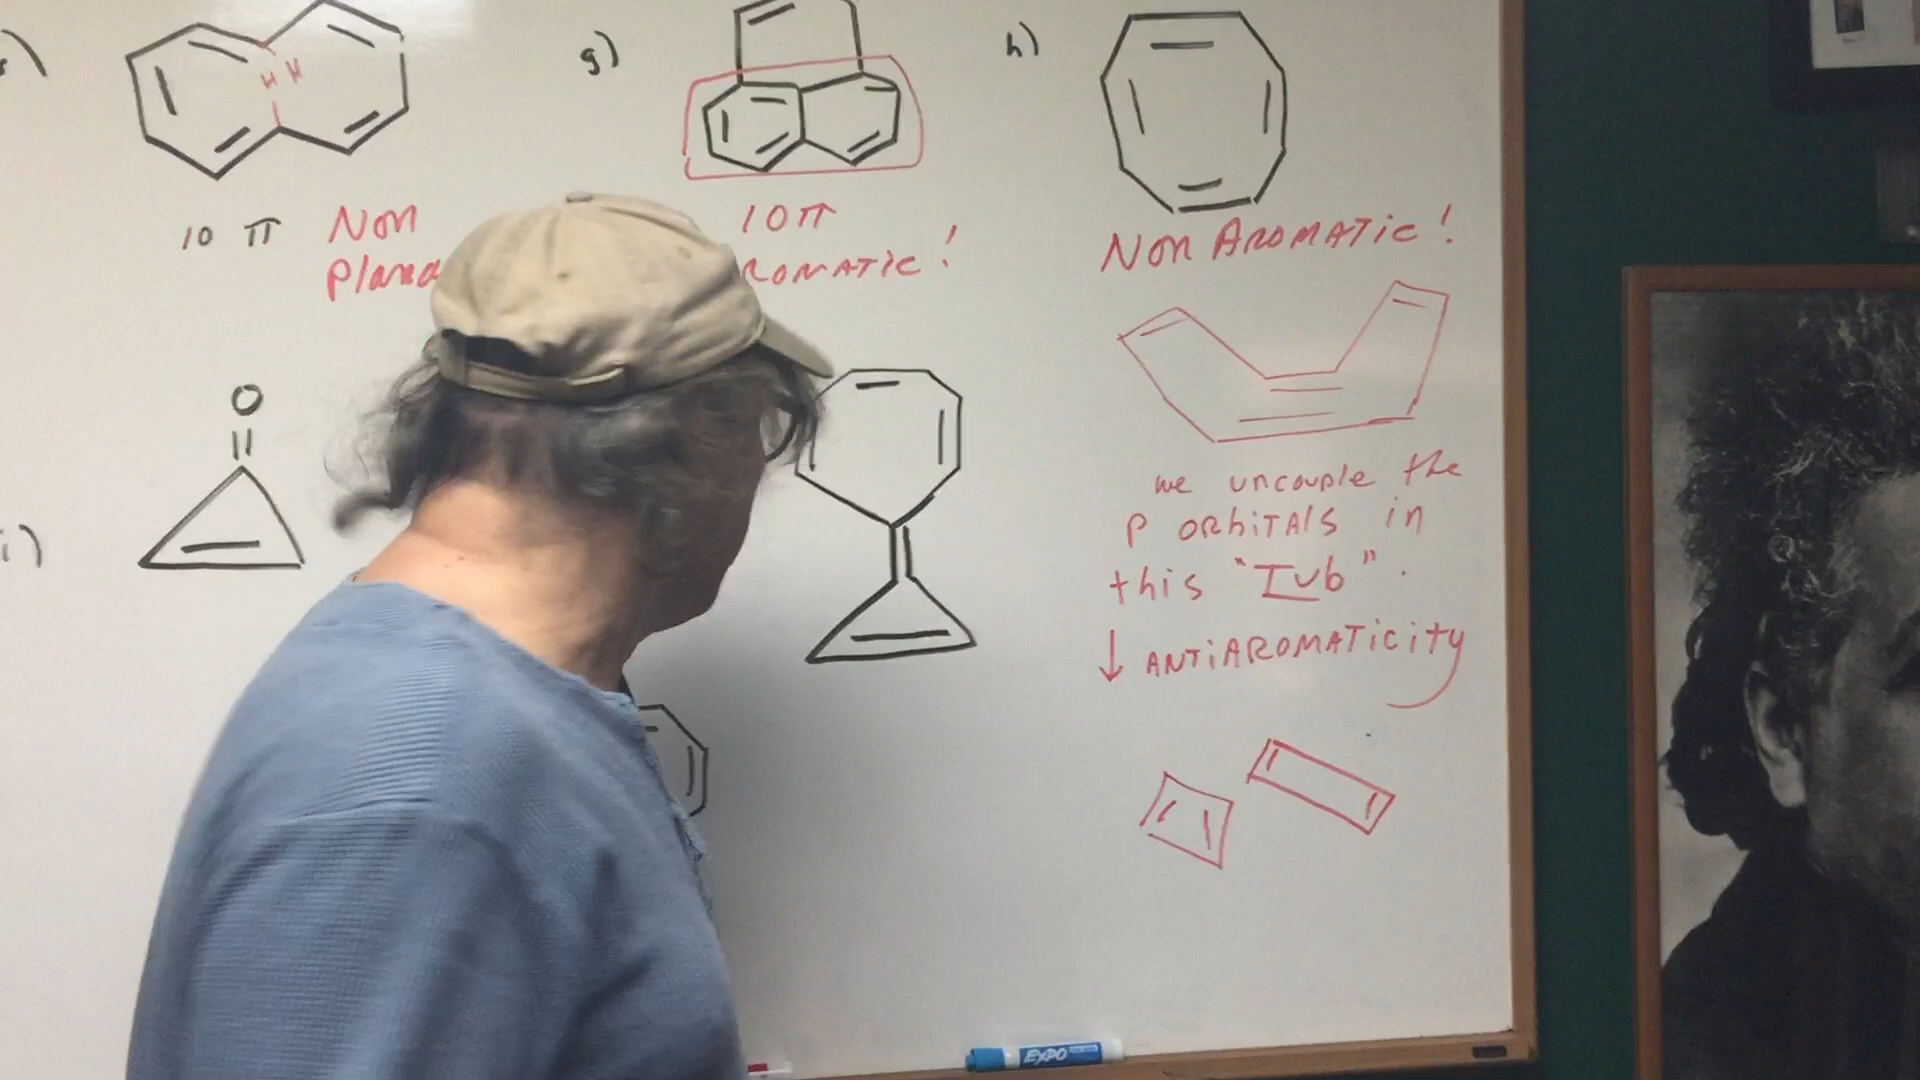 g)
h)
H H
10 π Non
Plana
10π
ROMATIC!
Non AROMATIC!
O
we uncouple the
P orbiTAls in
this "Tub".
↓ ANTiAROMATicity
i)
EXPO